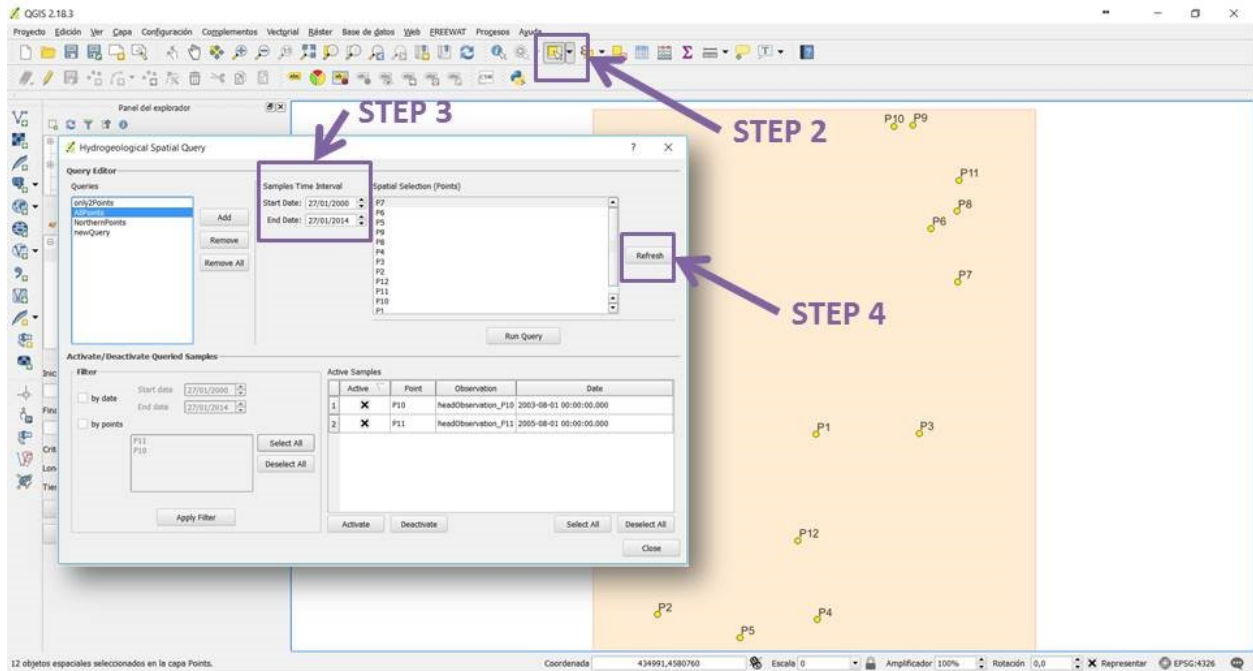 QGIS 2.18.3
Proyecto Edición Ver Capa Configuración Complementos Vectorial Ráster Base de datos Web FREEWAT Procesos Ayuda
Panel del explorador
STEP 3
STEP 2
Hydrogeological Spatial Query
Query Editor
Queries
only2Points
AllPoints
NorthernPoints
newQuery
Add
Remove
Remove All
Samples Time Interval
Start Date: 27/01/2000
End Date: 27/01/2014
Spatial Selection (Points)
P7
P6
P5
P9
P8
P4
P3
P2
P12
P11
P10
P1
Refresh
STEP 4
Run Query
Activate/Deactivate Queried Samples
Filter
by date
Start date 27/01/2000
End date 27/01/2014
by points
P11
P10
Select All
Deselect All
Apply Filter
Active Samples
Active Point Observation Date
1 P10 headObservation_P10 2003-08-01 00:00:00.000
2 P11 headObservation_P11 2005-08-01 00:00:00.000
Activate Deactivate Select All Deselect All
Close
P10 P9
P11
P8
P6
P7
P1
P3
P12
P2
P4
P5
12 objetos espaciales seleccionados en la capa Points.
Coordenada 434991,4580760 Escala 0 Amplificador 100% Rotación 0,0 Representar EPSG:4326